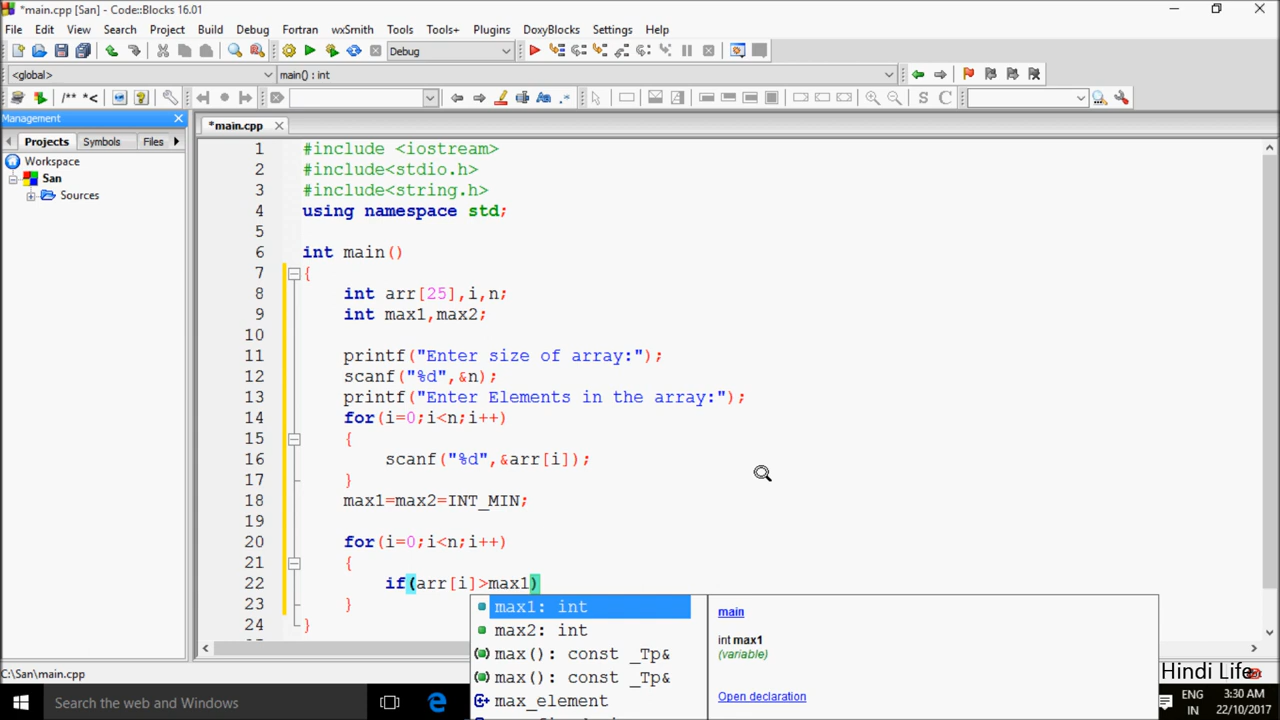 *main.cpp [San] - Code::Blocks 16.01
File Edit View Search Project Build Debug Fortran wxSmith Tools Tools+ Plugins DoxyBlocks Settings Help
Debug
<global> main() : int
/** *<
S C
Management
*main.cpp
Projects Symbols Files
Workspace
San
Sources
1 #include <iostream>
2 #include<stdio.h>
3 #include<string.h>
4 using namespace std;
5
6 int main()
7 {
8 int arr[25],i,n;
9 int max1,max2;
10
11 printf("Enter size of array:");
12 scanf("%d",&n);
13 printf("Enter Elements in the array:");
14 for(i=0;i<n;i++)
15 {
16 scanf("%d",&arr[i]);
17 }
18 max1=max2=INT_MIN;
19
20 for(i=0;i<n;i++)
21 {
22 if(arr[i]>max1)
23 }
24 }
max1: int
max2: int
max(): const _Tp&
max(): const _Tp&
max_element
main
int max1
(variable)
Open declaration
C:\San\main.cpp
Hindi Life
Search the web and Windows
ENG
IN
3:30 AM
22/10/2017